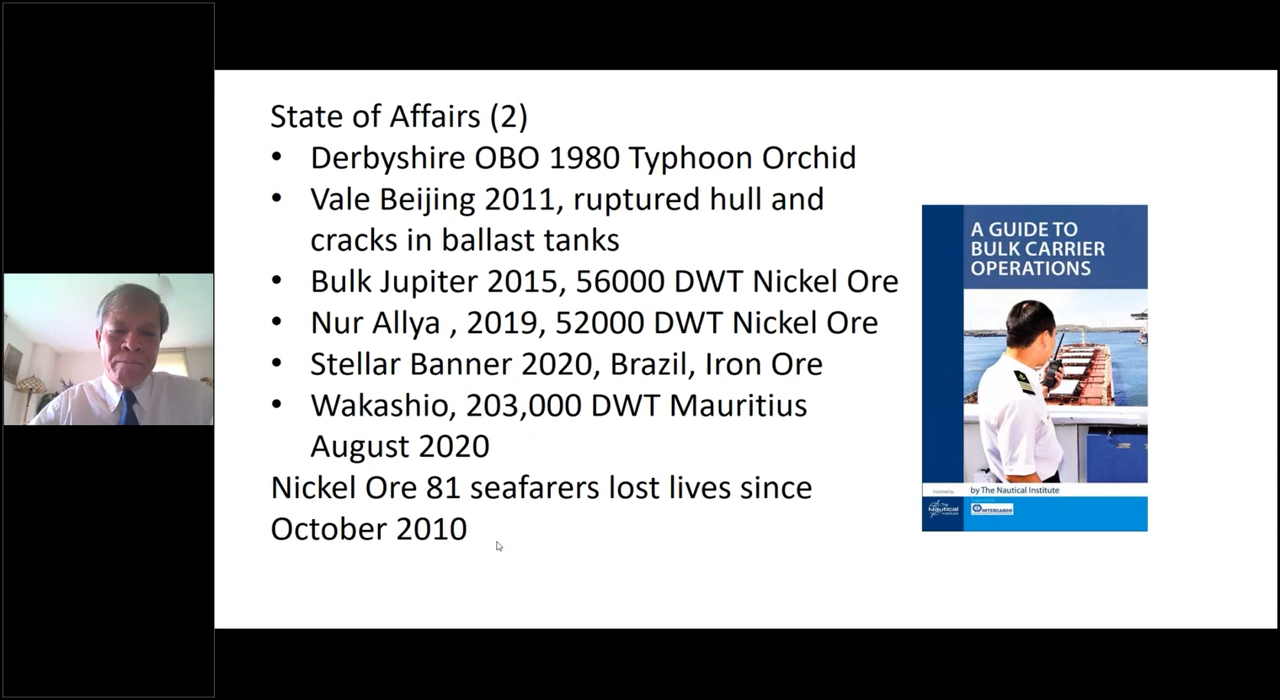 State of Affairs (2)
• Derbyshire OBO 1980 Typhoon Orchid
• Vale Beijing 2011, ruptured hull and
cracks in ballast tanks
• Bulk Jupiter 2015, 56000 DWT Nickel Ore
• Nur Allya , 2019, 52000 DWT Nickel Ore
• Stellar Banner 2020, Brazil, Iron Ore
• Wakashio, 203,000 DWT Mauritius
August 2020
Nickel Ore 81 seafarers lost lives since
October 2010
A GUIDE TO
BULK CARRIER
OPERATIONS
by The Nautical Institute
The
Nautical
Institute
INTERCARGO